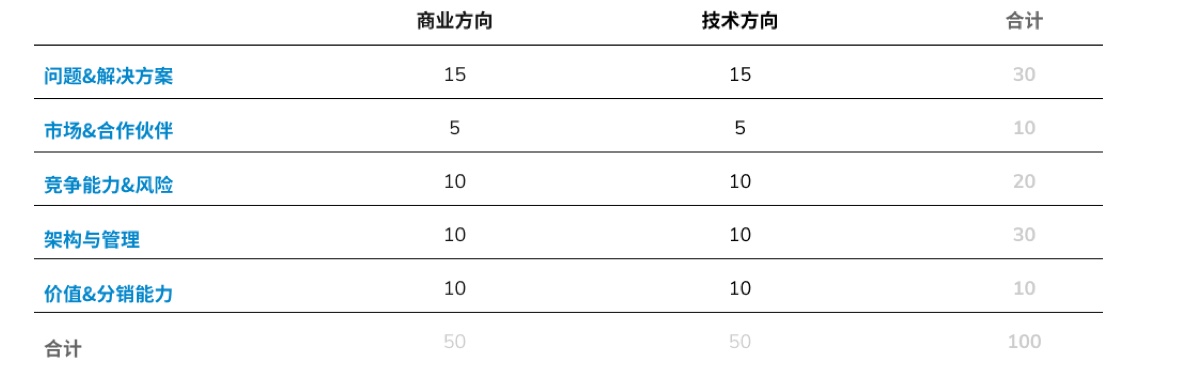 商业方向 技术方向 合计
问题&解决方案 15 15 30
市场&合作伙伴 5 5 10
竞争能力&风险 10 10 20
架构与管理 10 10 30
价值&分销能力 10 10 10
合计 50 50 100